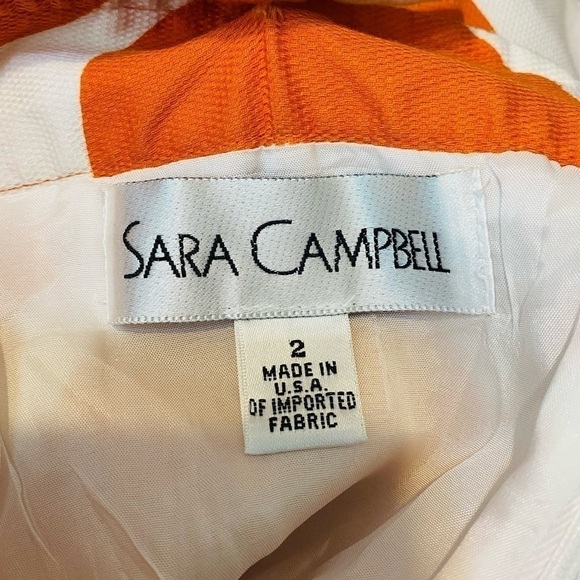 SARA CAMPBELL
2
MADE IN
U.S.A.
OF IMPORTED
FABRIC